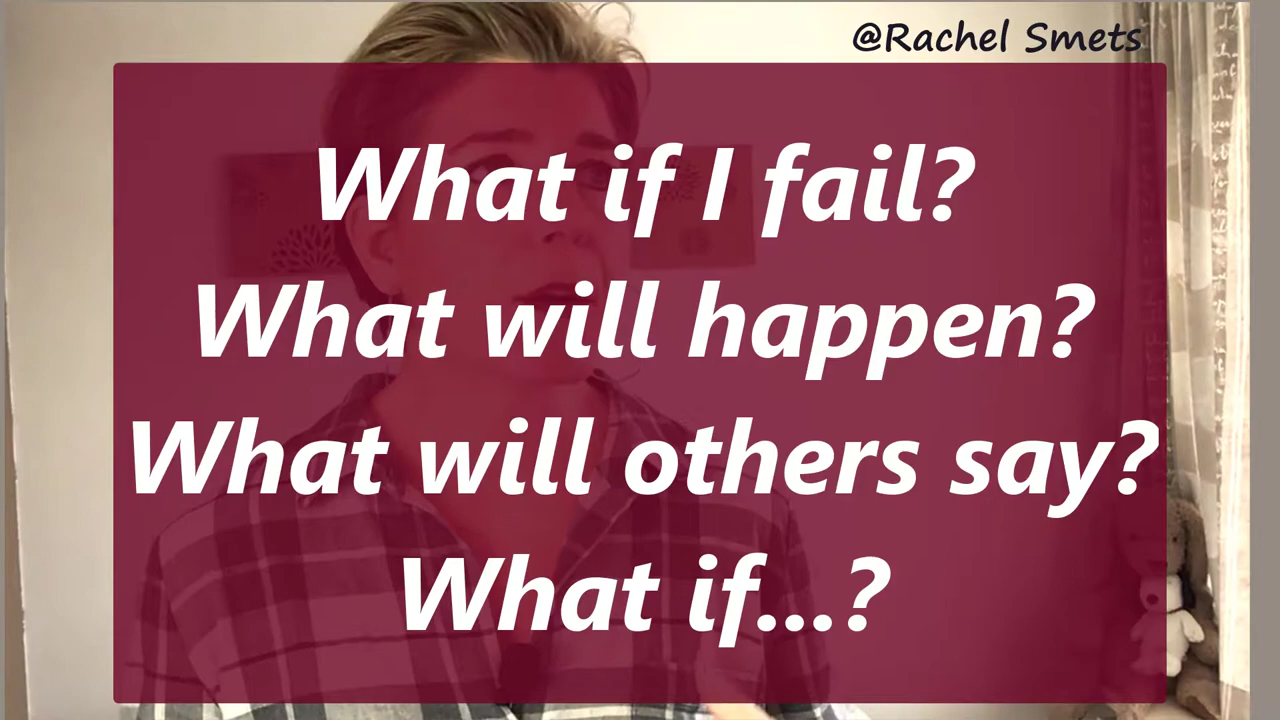 @Rachel Smets
What if I fail?
What will happen?
What will others say?
What if...?